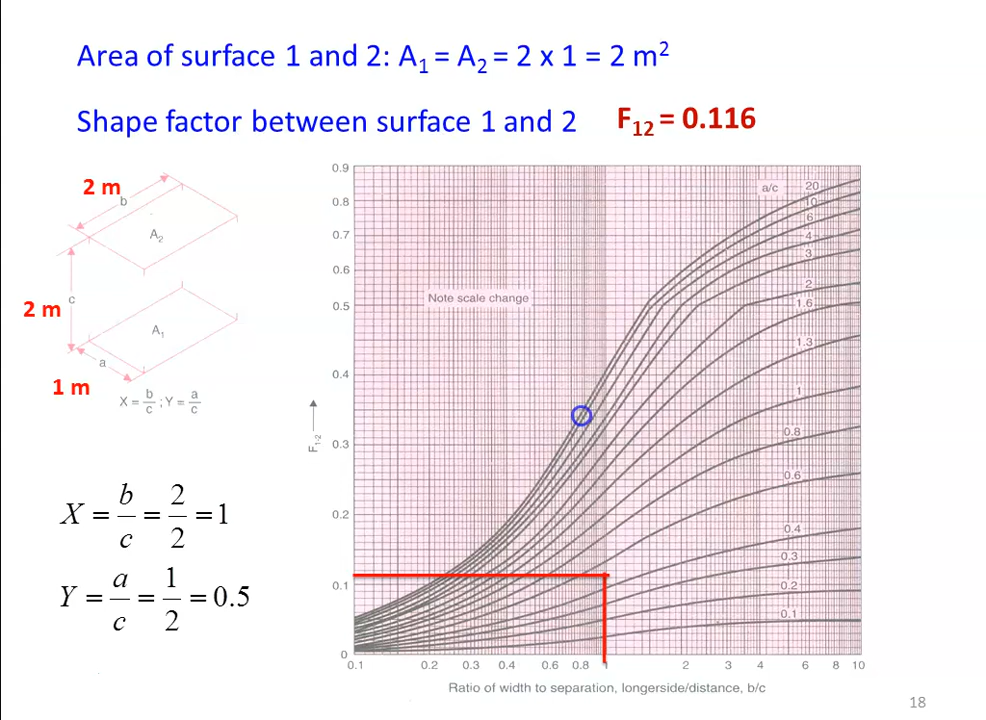 Area of surface 1 and 2: A₁ = A₂ = 2 x 1 = 2 m²
Shape factor between surface 1 and 2 F₁₂ = 0.116
2 m
b
A₂
2 m
c
A₁
a
1 m
X = b/c ; Y = a/c
X = b/c = 2/2 = 1
Y = a/c = 1/2 = 0.5
0.9
0.8
0.7
0.6
0.5
0.4
0.3
0.2
0.1
0
F₁₋₂
Note scale change
a/c
20
10
6
4
3
2
1.6
1.3
1
0.8
0.6
0.4
0.3
0.2
0.1
0.1 0.2 0.3 0.4 0.6 0.8 1 2 3 4 6 8 10
Ratio of width to separation, longerside/distance, b/c
18